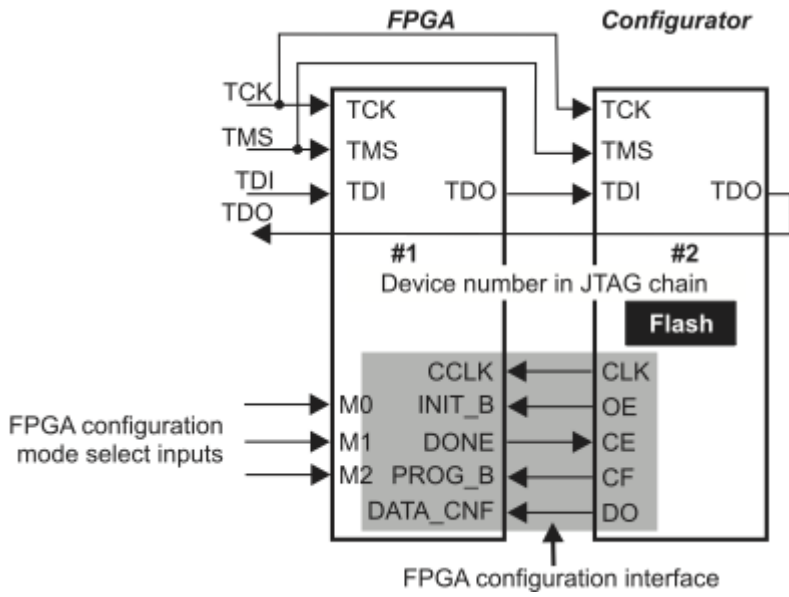 FPGA Configurator
TCK TCK TCK
TMS TMS TMS
TDI TDI TDO TDI TDO
TDO
#1 #2
Device number in JTAG chain
Flash
CCLK CLK
M0 INIT_B OE
M1 DONE CE
M2 PROG_B CF
DATA_CNF DO
FPGA configuration
mode select inputs
FPGA configuration interface